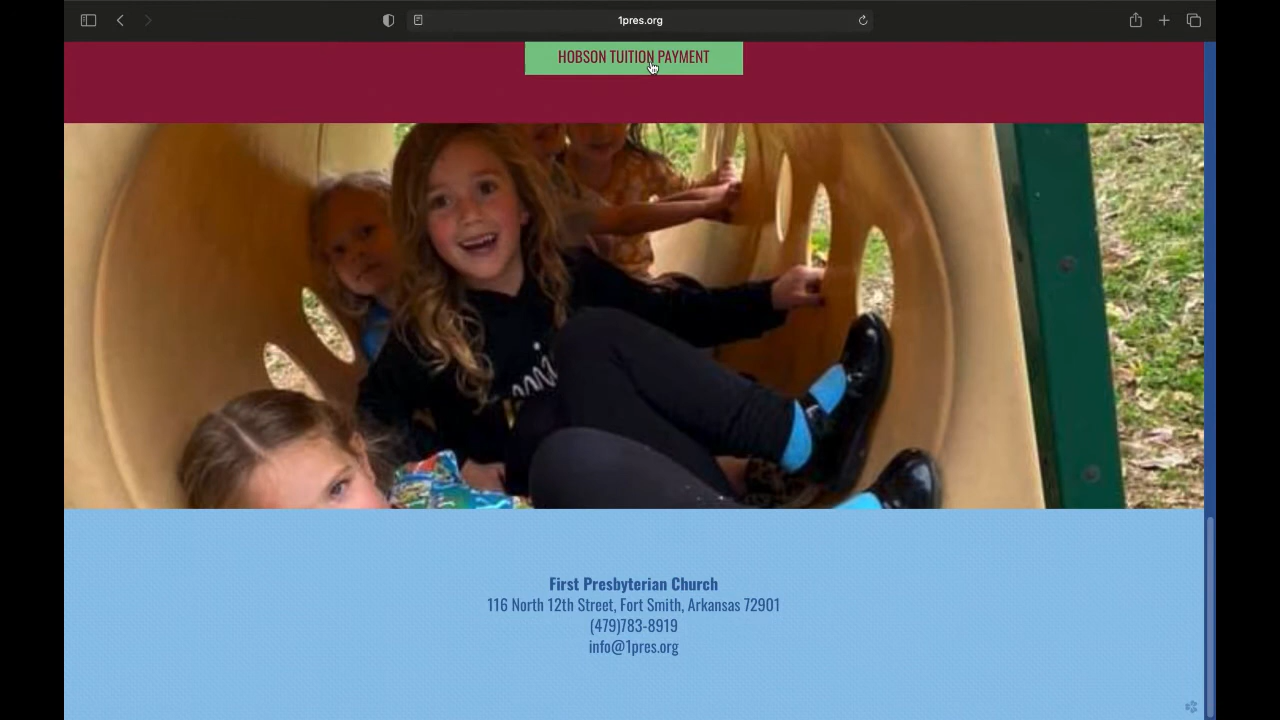 1pres.org
HOBSON TUITION PAYMENT
First Presbyterian Church
116 North 12th Street, Fort Smith, Arkansas 72901
(479)783-8919
info@1pres.org